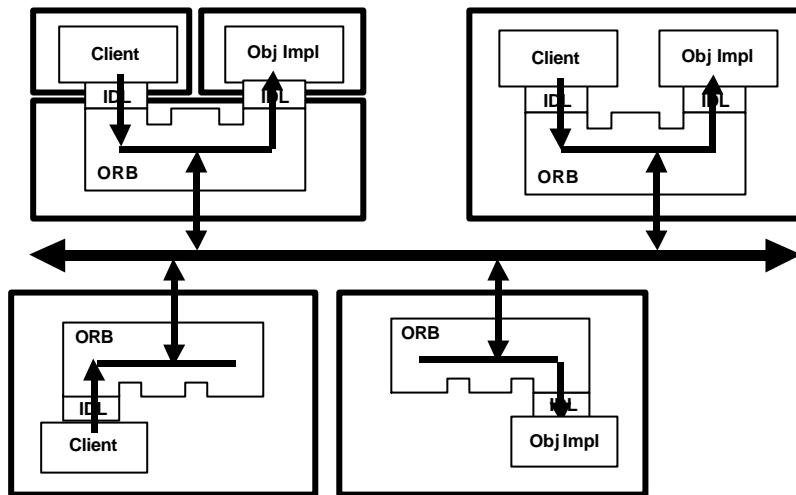 Client
Obj Impl
IDL
IDL
ORB
Client
Obj Impl
IDL
IDL
ORB
ORB
IDL
Client
ORB
IDL
Obj Impl